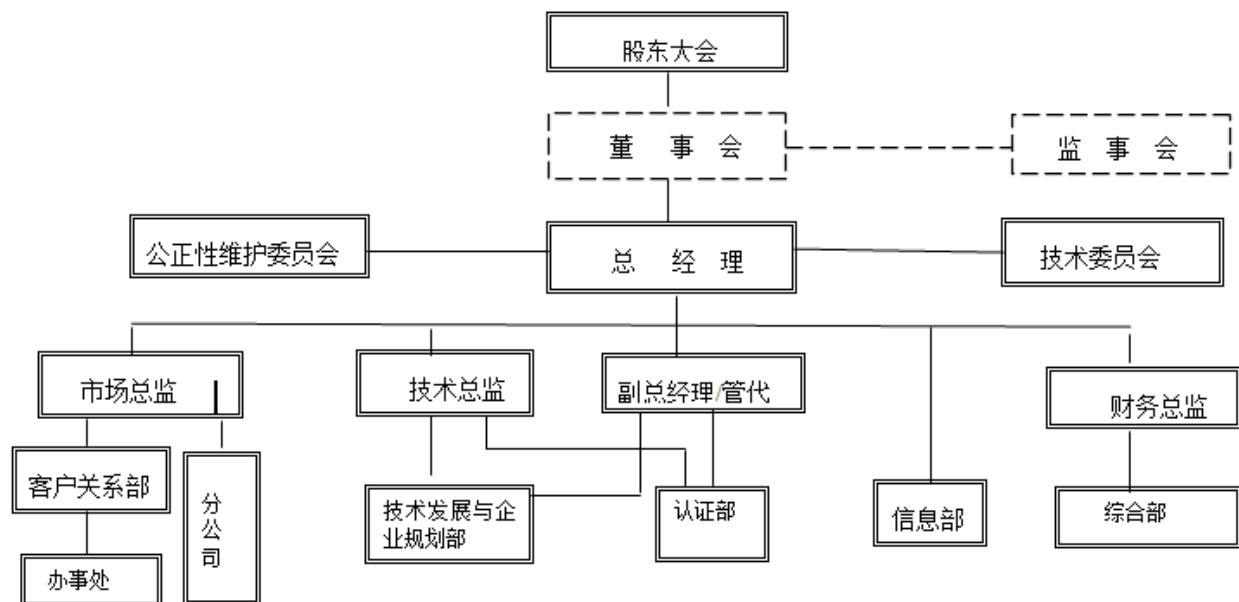 股东大会
董 事 会
监 事 会
公正性维护委员会
总 经 理
技术委员会
市场总监
技术总监
副总经理/管代
财务总监
客户关系部
分公司
技术发展与企
业规划部
认证部
信息部
综合部
办事处